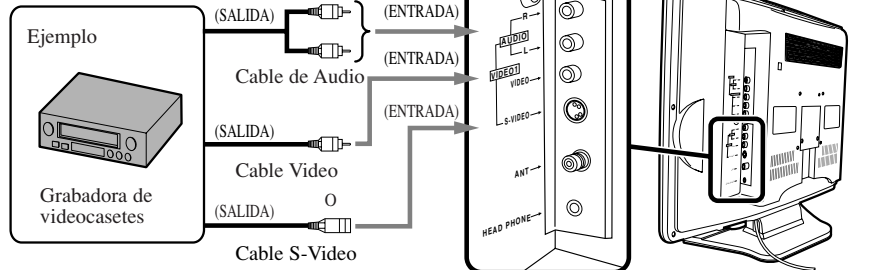 Ejemplo
Grabadora de
videocasetes
(SALIDA)
Cable de Audio
(ENTRADA)
(SALIDA)
Cable Video
(ENTRADA)
O
(SALIDA)
Cable S-Video
(ENTRADA)
R
AUDIO
L
VIDEO1
VIDEO
S-VIDEO
ANT
HEAD PHONE